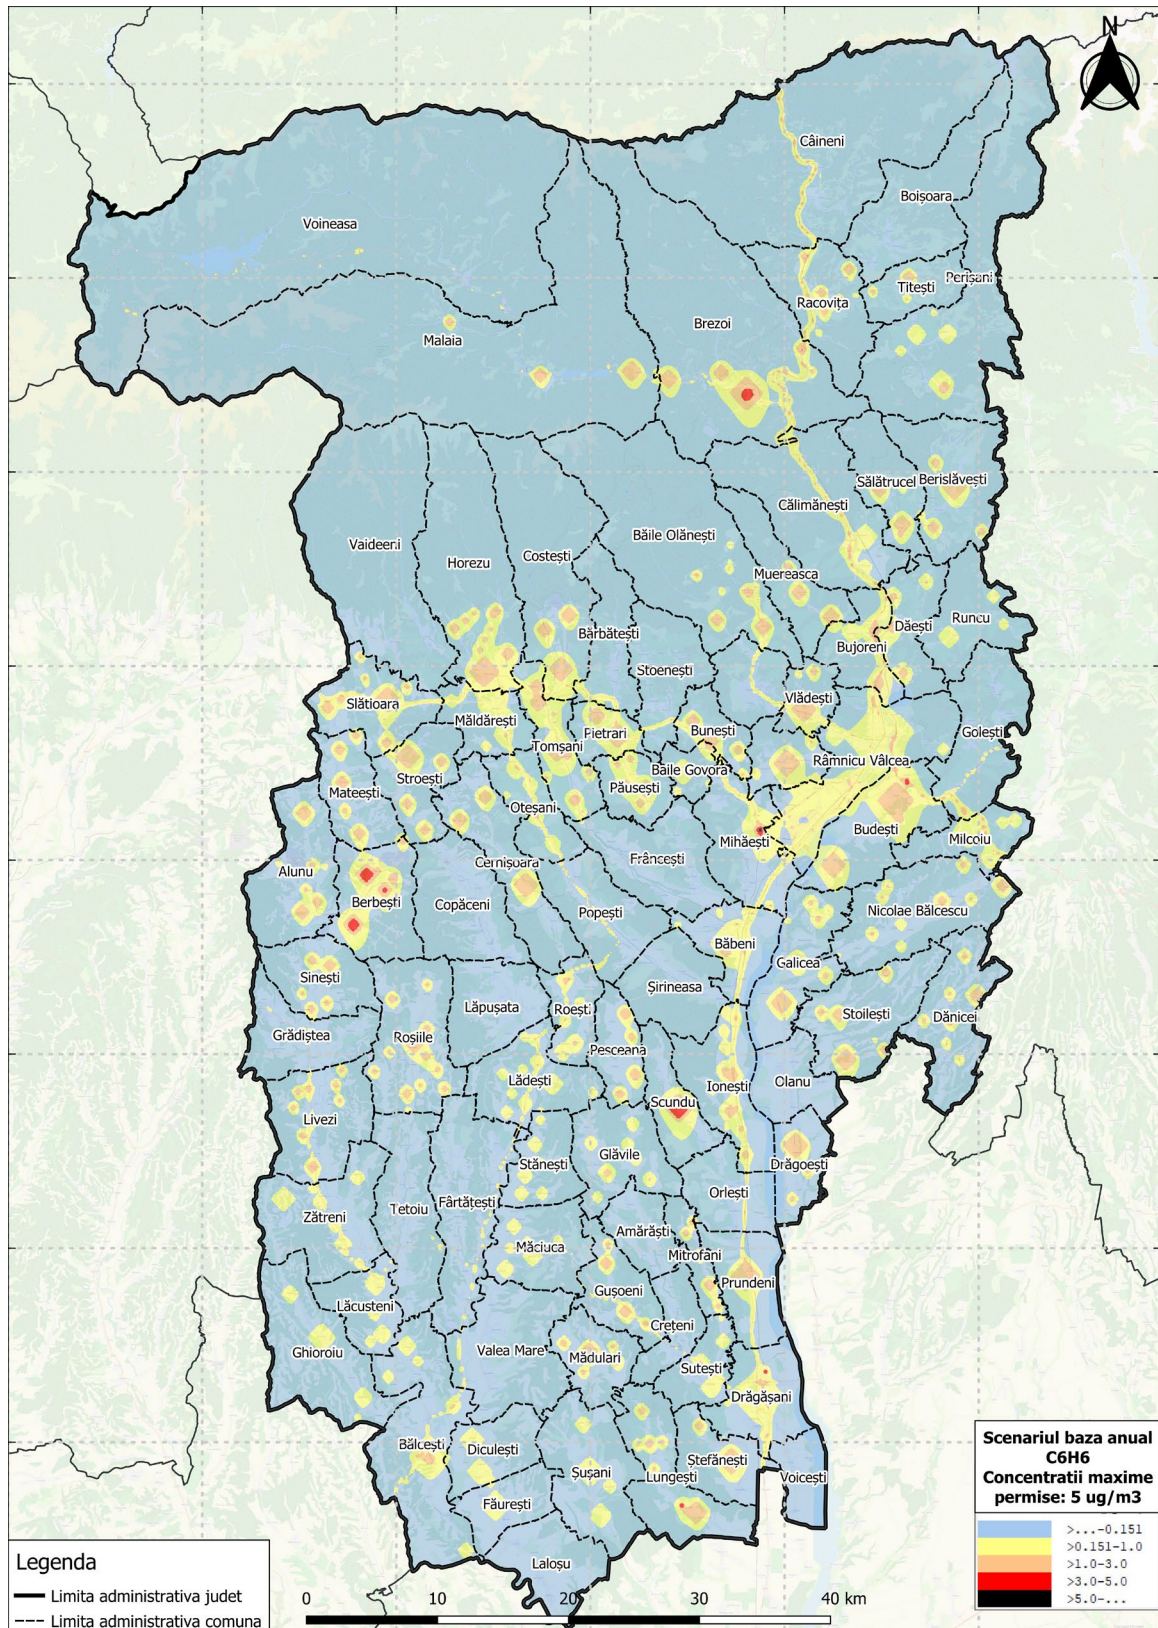 N
Câineni
Boișoara
Voineasa
Perișani
Titești
Racovița
Brezoi
Malaia
Sălătrucel
Berislăvești
Călimănești
Băile Olănești
Vaideeni
Costești
Horezu
Muereasca
Runcu
Dăești
Bărbătești
Bujoreni
Stoenești
Vlădești
Slătioara
Măldărești
Bunești
Golești
Pietrari
Tomșani
Râmnicu Vâlcea
Băile Govora
Stroești
Păusești
Mateești
Oteșani
Budești
Mihăești
Milcoiu
Frâncești
Cernișoara
Alunu
Berbești
Copăceni
Popești
Nicolae Bălcescu
Băbeni
Galicea
Sinești
Șirineasa
Lăpușata
Roești
Stoilești
Dănicei
Grădiștea
Roșiile
Pesceana
Lădești
Ionești
Olanu
Scundu
Livezi
Glăvile
Stănești
Drăgoești
Orlești
Fârtățești
Tetoiu
Zătreni
Amărăști
Măciuca
Mitrofani
Prundeni
Gușoeni
Lăcusteni
Crețeni
Ghioroiu
Valea Mare
Mădulari
Sutești
Drăgășani
Bălcești
Diculești
Ștefănești
Șușani
Lungești
Voicești
Făurești
Laloșu
Scenariul baza anual
C6H6
Concentratii maxime
permise: 5 ug/m3
>...-0.151
>0.151-1.0
>1.0-3.0
>3.0-5.0
>5.0-...
Legenda
Limita administrativa judet
Limita administrativa comuna
0 10 20 30 40 km